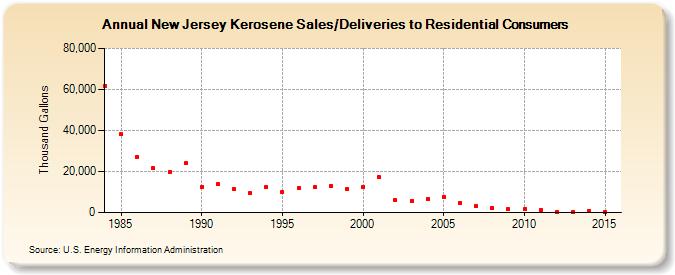 Annual New Jersey Kerosene Sales/Deliveries to Residential Consumers
Thousand Gallons
80,000
60,000
40,000
20,000
0
1985 1990 1995 2000 2005 2010 2015
Source: U.S. Energy Information Administration